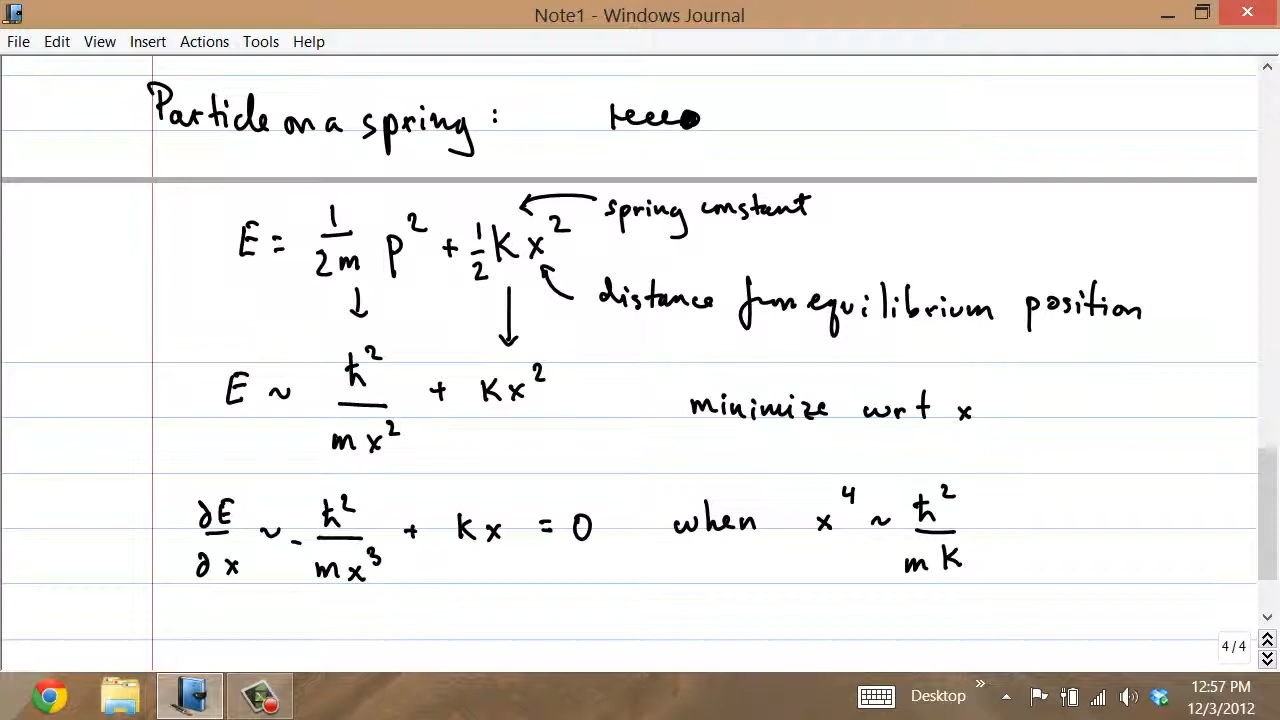 Note1 - Windows Journal
File Edit View Insert Actions Tools Help
Particle on a spring :
E = 1/2m p² + 1/2 K x²
spring constant
distance from equilibrium position
E ~ ħ²/mx² + Kx²
minimize wrt x
∂E/∂x ~ - ħ²/mx³ + Kx = 0 when x⁴ ~ ħ²/mK
4 / 4
Desktop
12:57 PM
12/3/2012